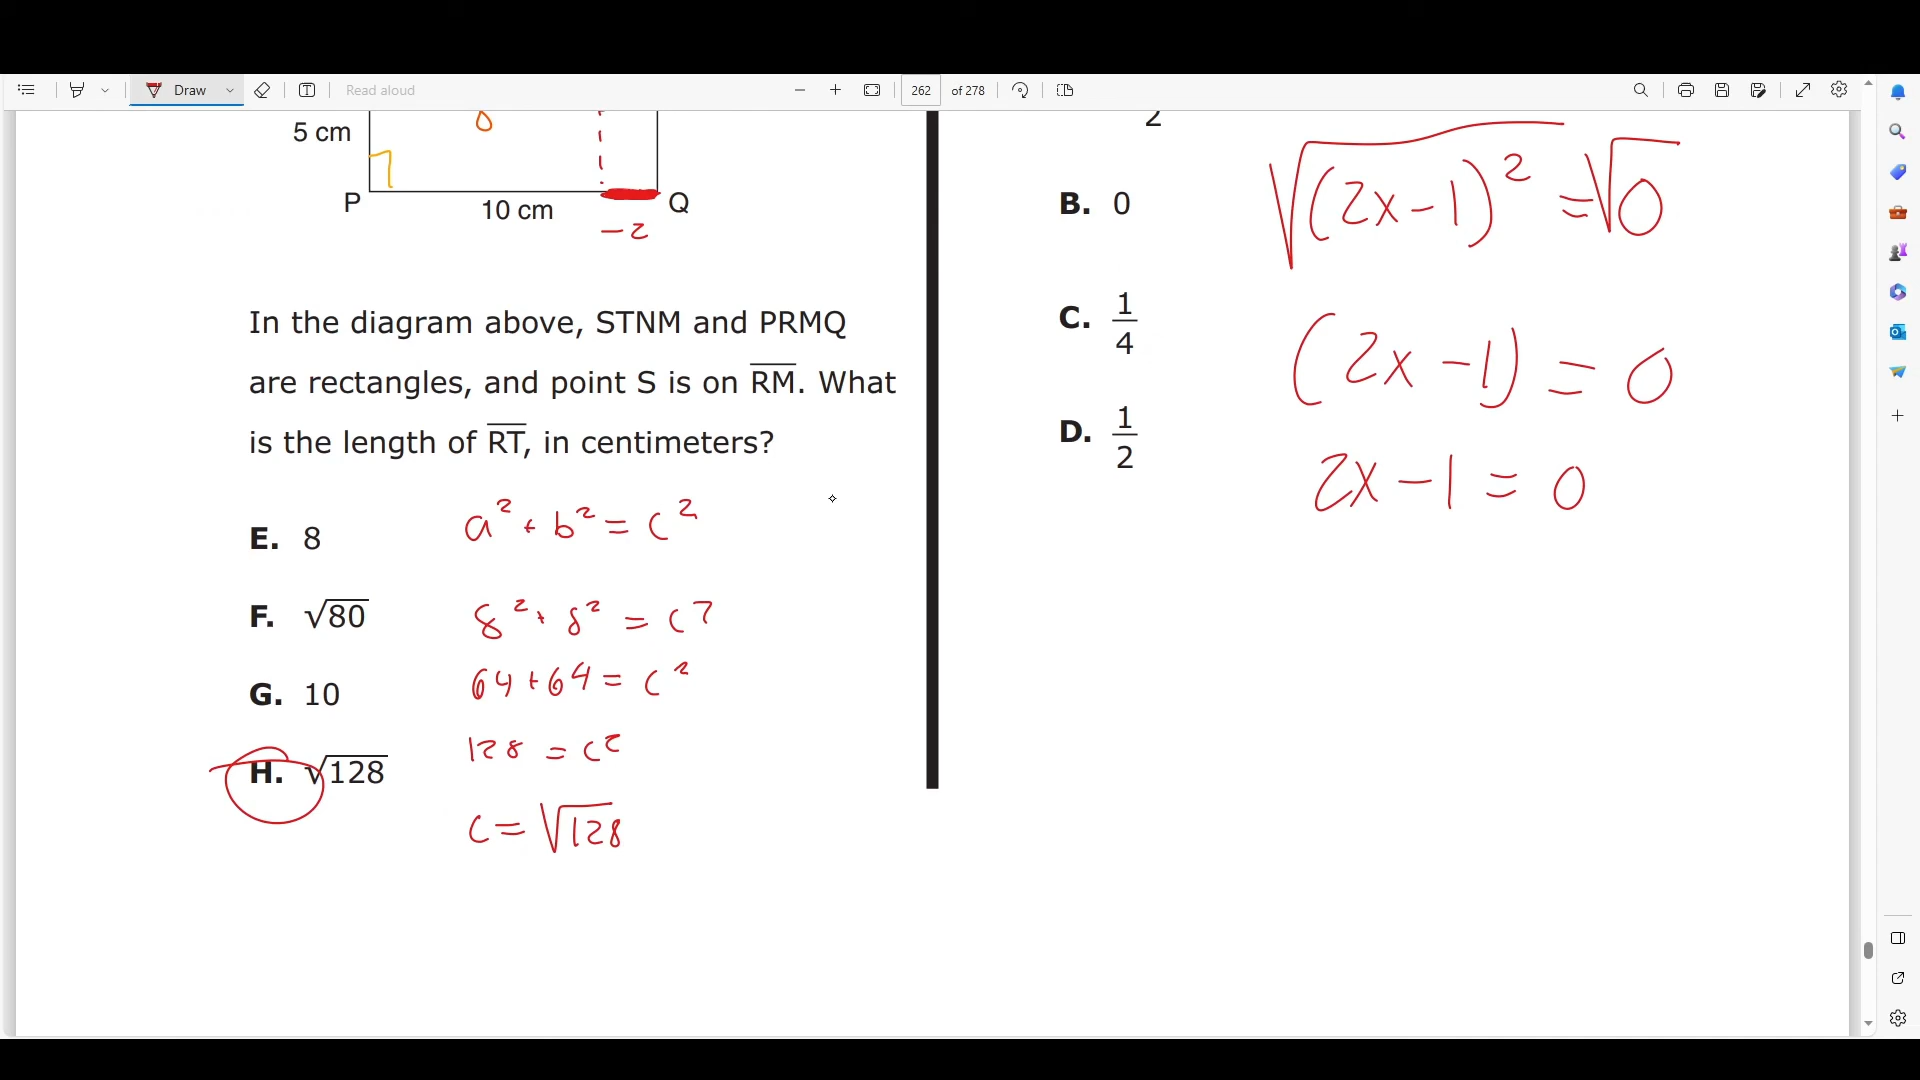 Draw
Read aloud
262 of 278
5 cm
8
P
10 cm
Q
-2
In the diagram above, STNM and PRMQ
are rectangles, and point S is on RM. What
is the length of RT, in centimeters?
E. 8
F. √80
G. 10
H. √128
a² + b² = c²
8² + 8² = c²
64 + 64 = c²
128 = c²
c = √128
2
B. 0
C. 1/4
D. 1/2
√(2x - 1)² = √0
(2x - 1) = 0
2x - 1 = 0